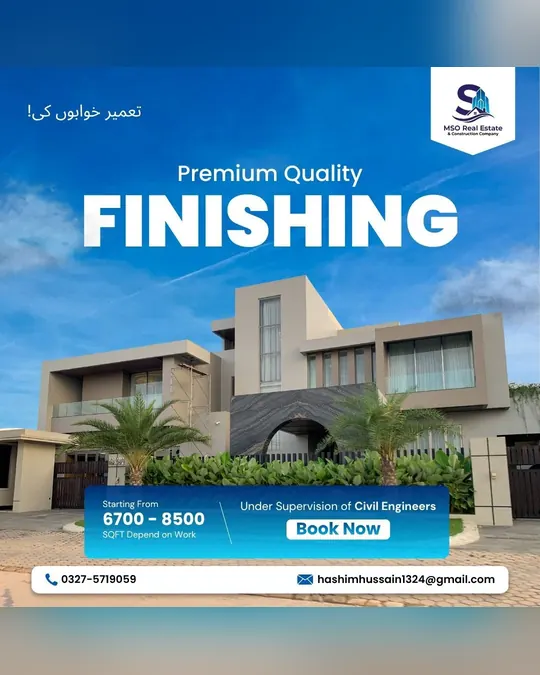 تعمیر خوابوں کی!
S
MSO Real Estate
& Construction Company
Premium Quality
FINISHING
Starting From
6700 - 8500
SQFT Depend on Work
Under Supervision of Civil Engineers
Book Now
0327-5719059
hashimhussain1324@gmail.com